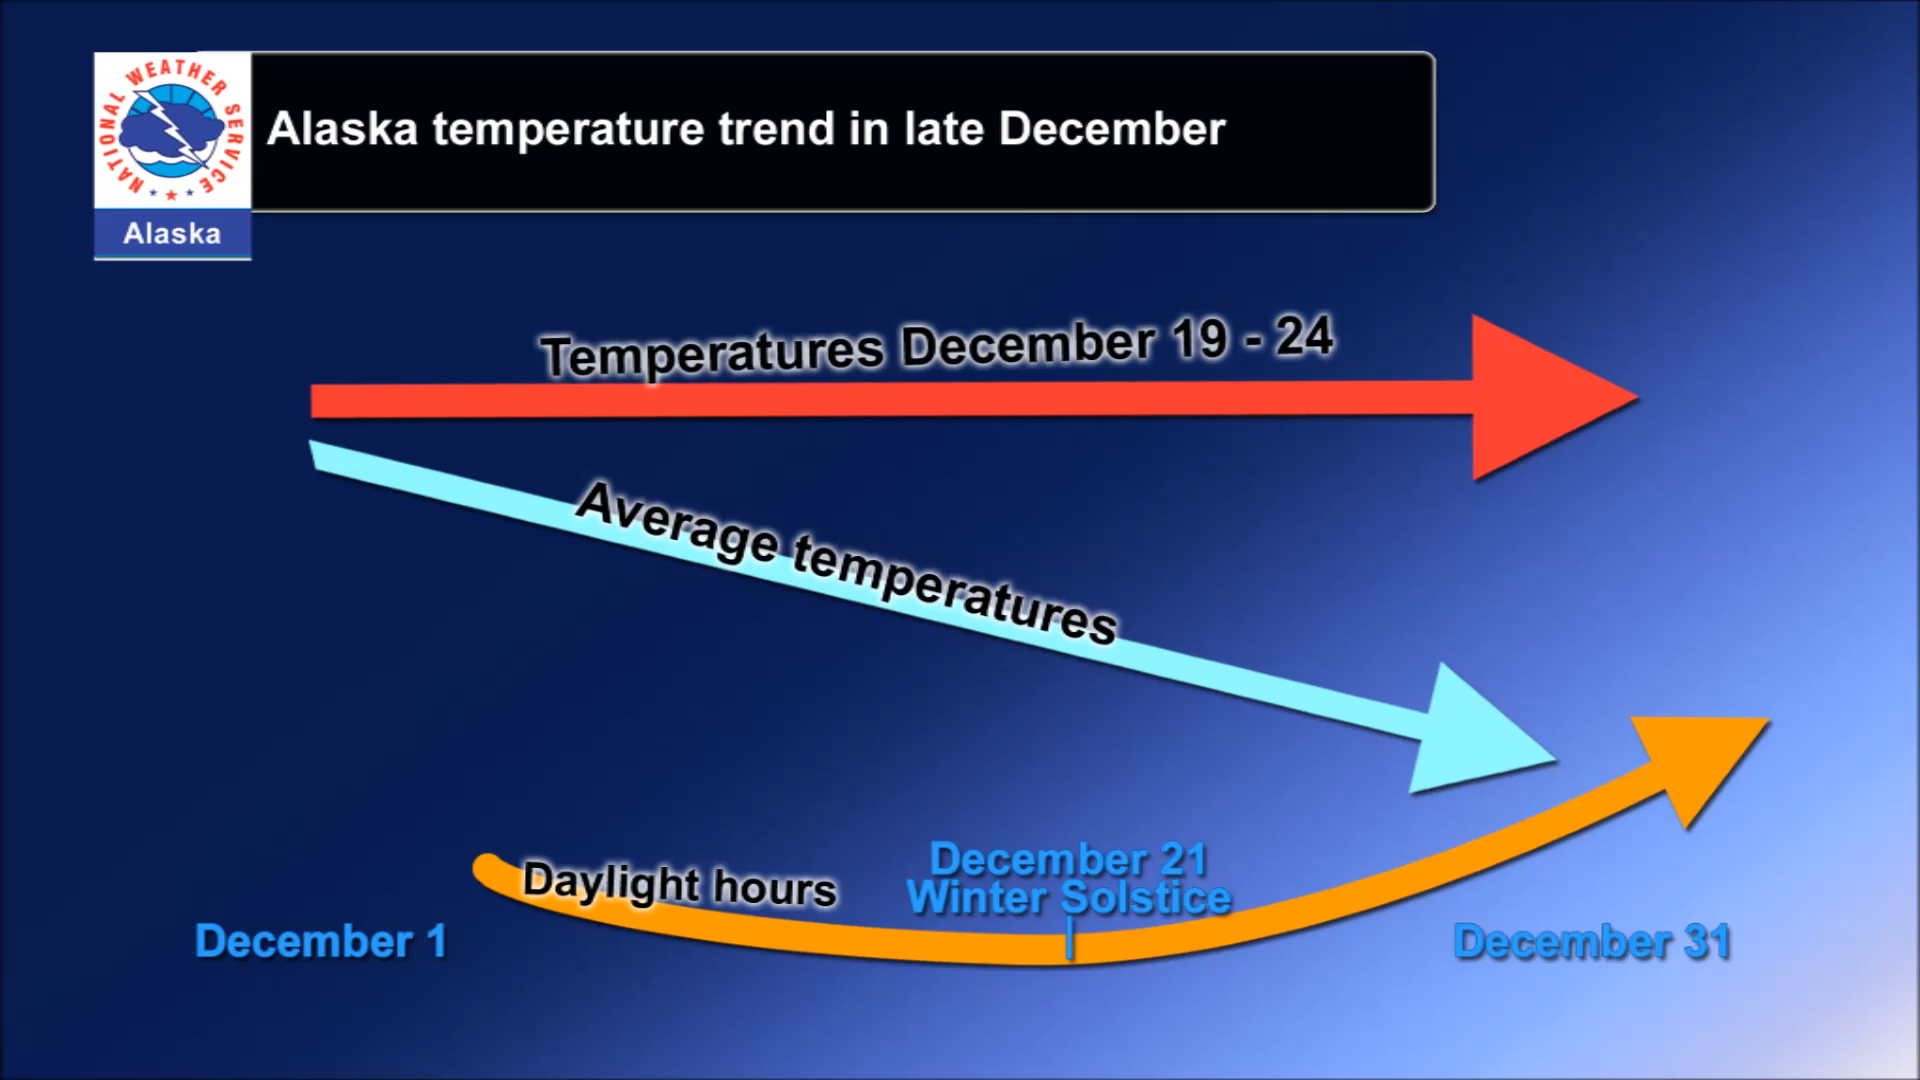 NATIONAL WEATHER SERVICE
Alaska
Alaska temperature trend in late December
Temperatures December 19 - 24
Average temperatures
Daylight hours
December 21
Winter Solstice
December 1
December 31